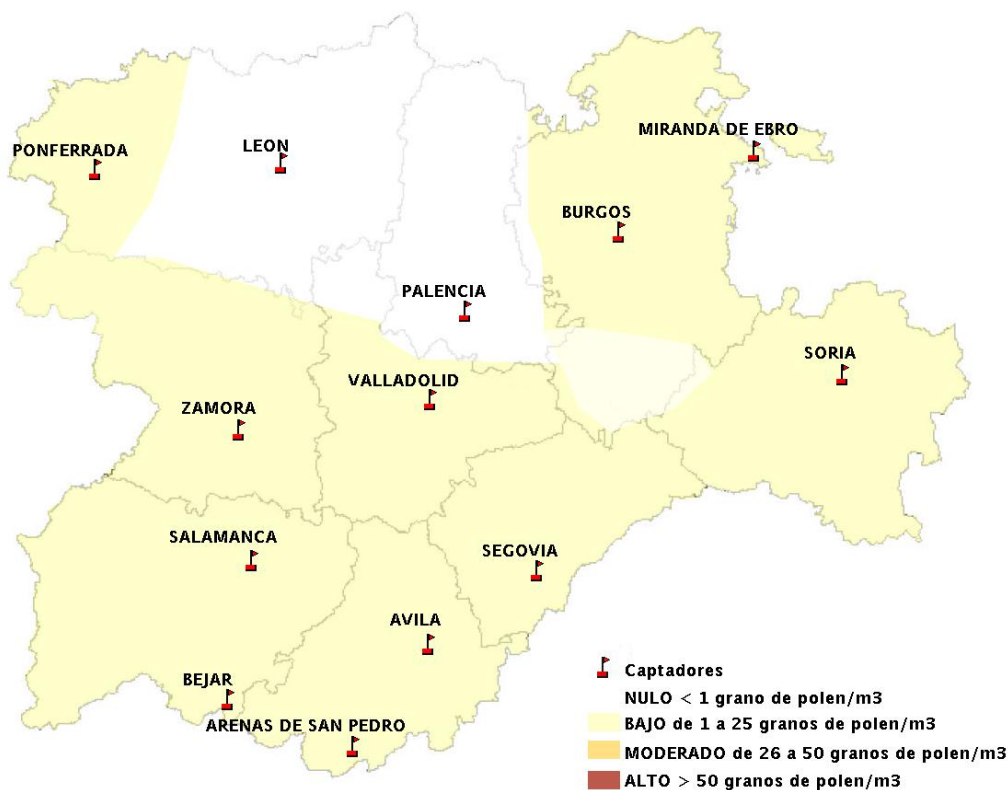 MIRANDA DE EBRO
PONFERRADA
LEON
BURGOS
PALENCIA
SORIA
VALLADOLID
ZAMORA
SALAMANCA
SEGOVIA
AVILA
BEJAR
ARENAS DE SAN PEDRO
Captadores
NULO < 1 grano de polen/m3
BAJO de 1 a 25 granos de polen/m3
MODERADO de 26 a 50 granos de polen/m3
ALTO > 50 granos de polen/m3